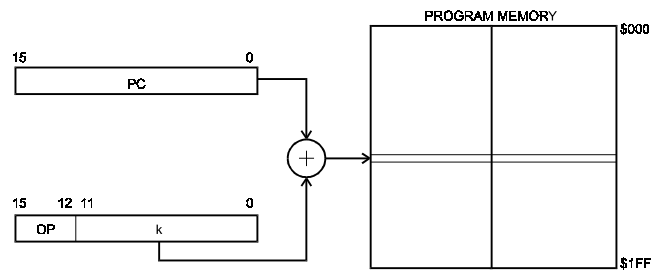 PROGRAM MEMORY
$000
15 0
PC
+
15 12 11 0
OP k
$1FF